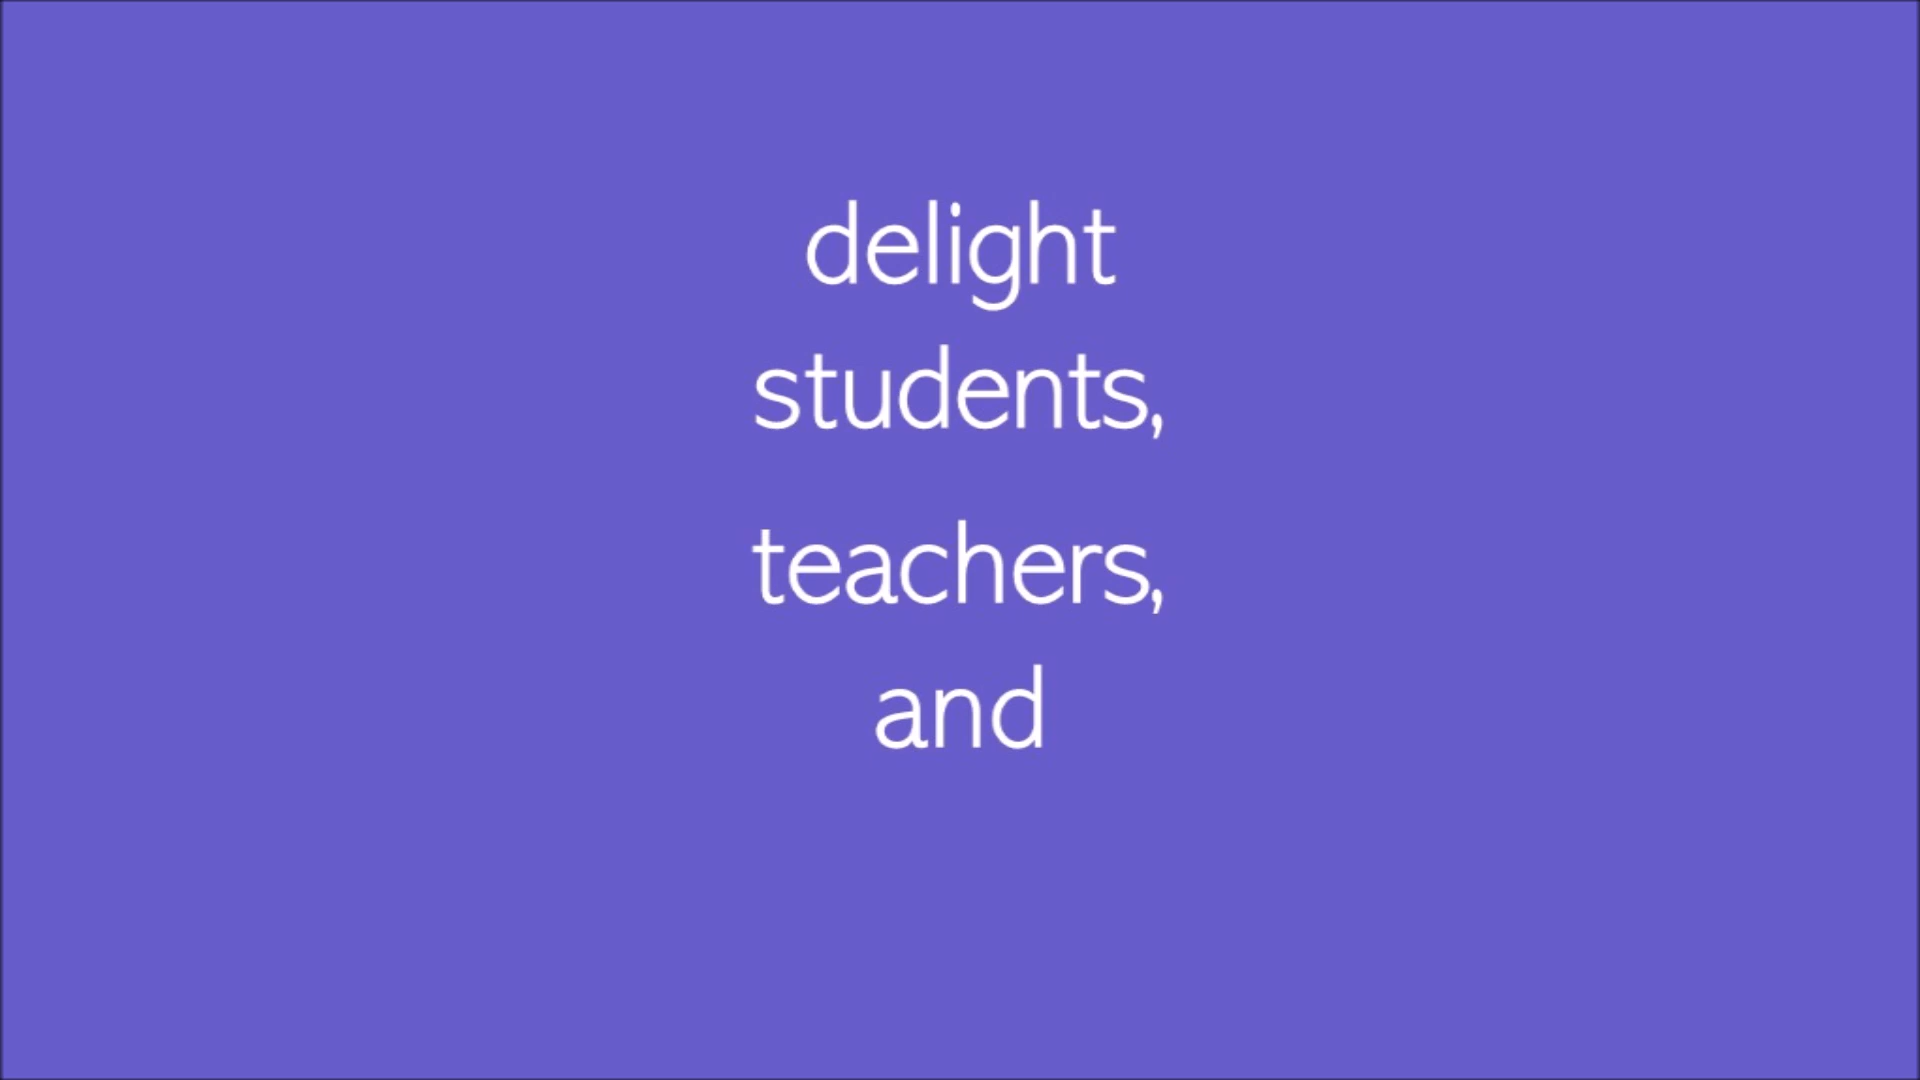 delight
students,
teachers,
and